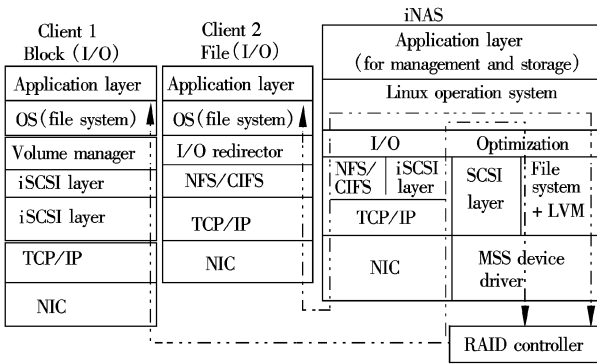 Client 1
Block (I/O)
Application layer
OS(file system)
Volume manager
iSCSI layer
iSCSI layer
TCP/IP
NIC
Client 2
File(I/O)
Application layer
OS(file system)
I/O redirector
NFS/CIFS
TCP/IP
NIC
iNAS
Application layer
(for management and storage)
Linux operation system
I/O
Optimization
NFS/
CIFS
iSCSI
layer
TCP/IP
NIC
SCSI
layer
File
system
+ LVM
MSS device
driver
RAID controller